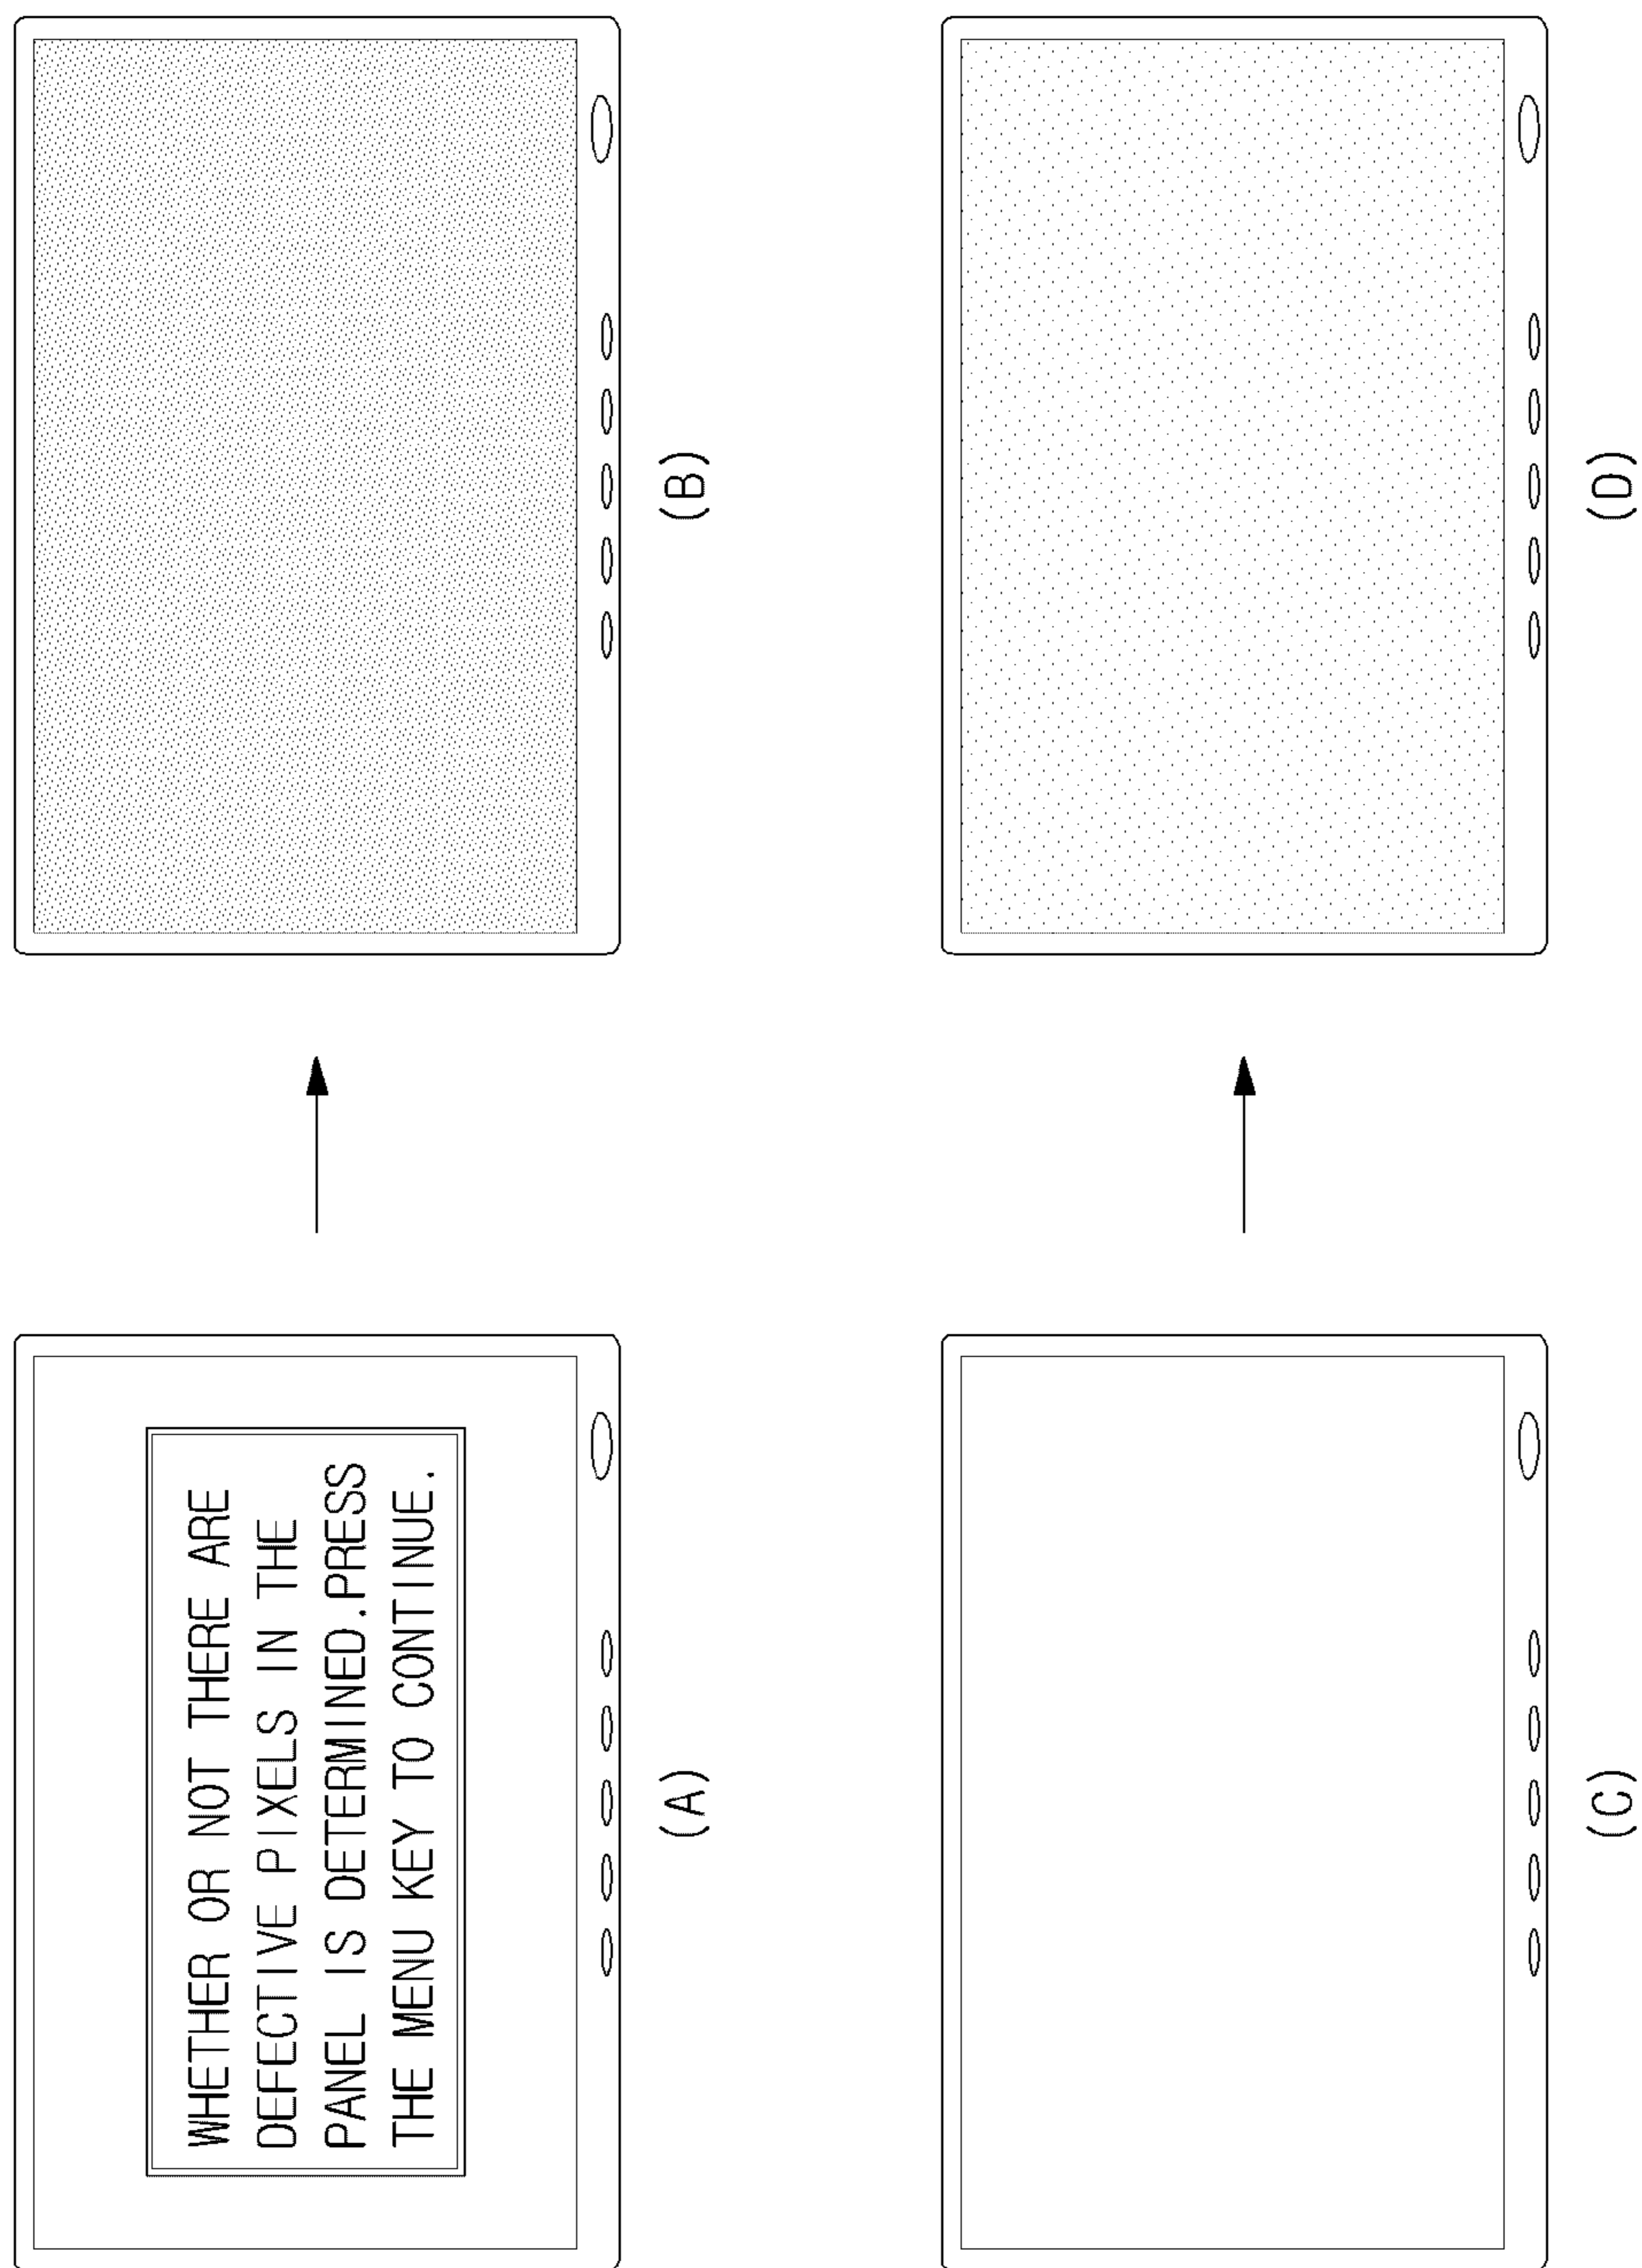 WHETHER OR NOT THERE ARE
DEFECTIVE PIXELS IN THE
PANEL IS DETERMINED.PRESS
THE MENU KEY TO CONTINUE.
(A)
(B)
(C)
(D)